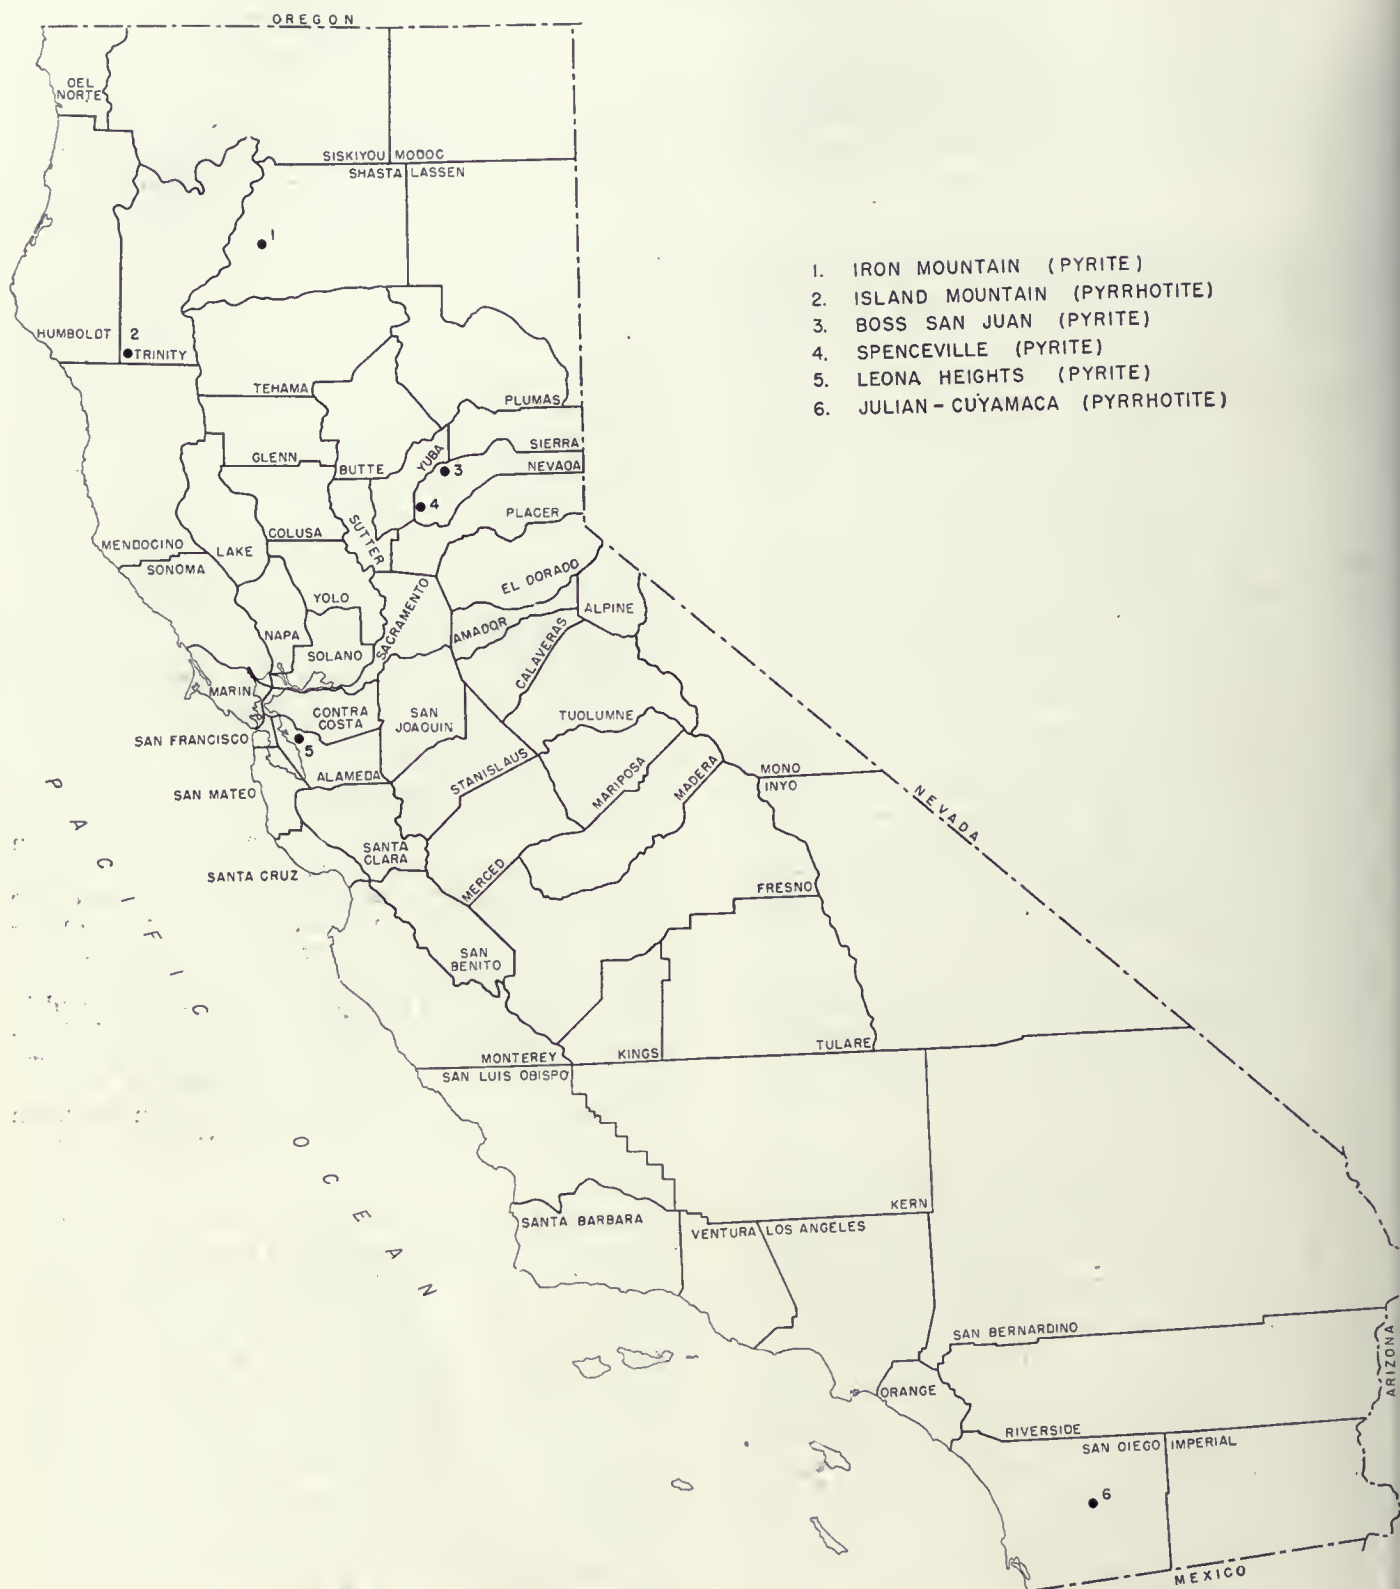 OREGON
OEL
NORTE
SISKIYOU MODOC
SHASTA LASSEN
1
1. IRON MOUNTAIN (PYRITE)
2. ISLAND MOUNTAIN (PYRRHOTITE)
3. BOSS SAN JUAN (PYRITE)
4. SPENCEVILLE (PYRITE)
5. LEONA HEIGHTS (PYRITE)
6. JULIAN-CUYAMACA (PYRRHOTITE)
HUMBOLDT
2
TRINITY
TEHAMA
PLUMAS
GLENN
BUTTE
YUBA
SIERRA
3
NEVAOA
4
SUTTER
PLACER
COLUSA
MENDOCINO
LAKE
SONOMA
EL DORADO
YOLO
SACRAMENTO
ALPINE
NAPA
AMADOR
SOLANO
CALAVERAS
MARIN
CONTRA
COSTA
SAN
JOAQUIN
TUOLUMNE
SAN FRANCISCO
5
ALAMEDA
STANISLAUS
MARIPOSA
MADERA
MONO
INYO
SAN MATEO
NEVADA
SANTA
CLARA
SANTA CRUZ
MERCED
FRESNO
PACIFIC
SAN
BENITO
MONTEREY
KINGS
TULARE
SAN LUIS OBISPO
OCEAN
KERN
SANTA BARBARA
VENTURA
LOS ANGELES
SAN BERNARDINO
ARIZONA
ORANGE
RIVERSIDE
SAN OIEGO
IMPERIAL
6
MEXICO